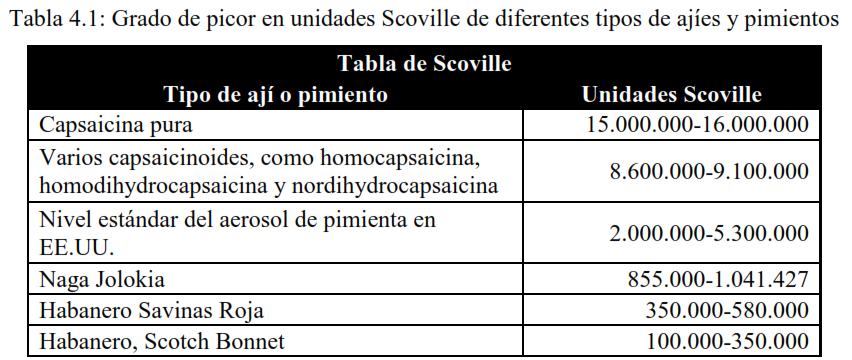 Tabla 4.1: Grado de picor en unidades Scoville de diferentes tipos de ajíes y pimientos
Tabla de Scoville
Tipo de ají o pimiento Unidades Scoville
Capsaicina pura 15.000.000-16.000.000
Varios capsaicinoides, como homocapsaicina,
homodihydrocapsaicina y nordihydrocapsaicina 8.600.000-9.100.000
Nivel estándar del aerosol de pimienta en
EE.UU. 2.000.000-5.300.000
Naga Jolokia 855.000-1.041.427
Habanero Savinas Roja 350.000-580.000
Habanero, Scotch Bonnet 100.000-350.000